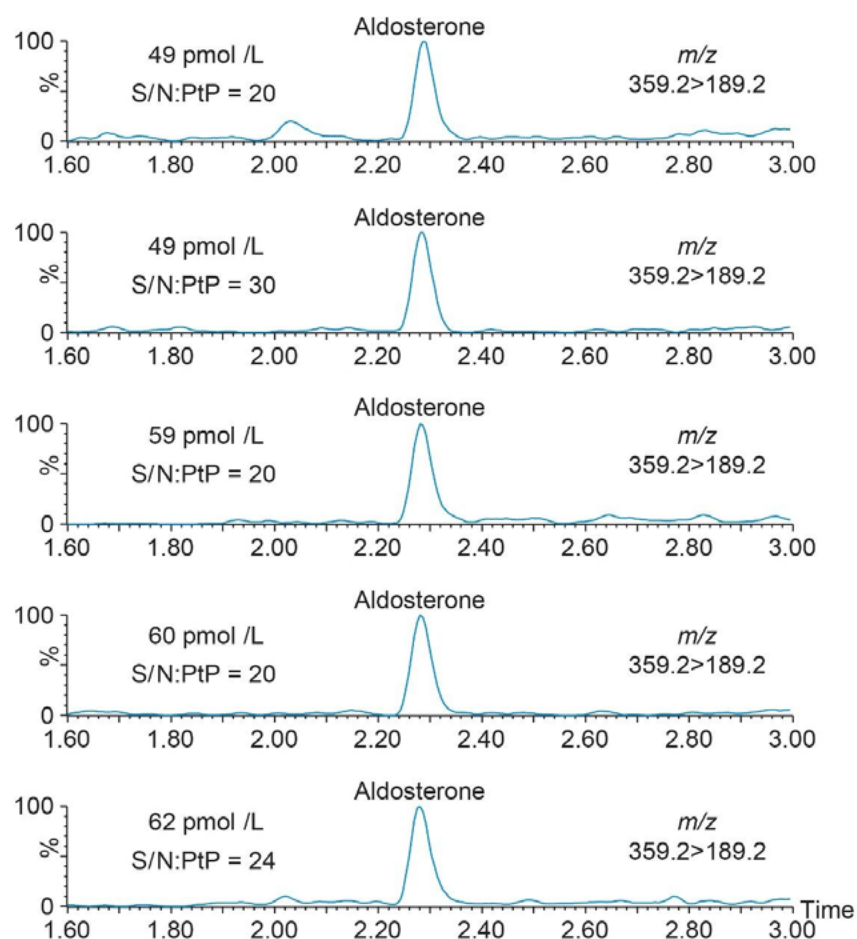 Aldosterone
100
49 pmol /L
m/z
%
S/N:PtP = 20
359.2>189.2
0
1.60 1.80 2.00 2.20 2.40 2.60 2.80 3.00
Aldosterone
100
49 pmol /L
m/z
%
S/N:PtP = 30
359.2>189.2
0
1.60 1.80 2.00 2.20 2.40 2.60 2.80 3.00
Aldosterone
100
59 pmol /L
m/z
%
S/N:PtP = 20
359.2>189.2
0
1.60 1.80 2.00 2.20 2.40 2.60 2.80 3.00
Aldosterone
100
60 pmol /L
m/z
%
S/N:PtP = 20
359.2>189.2
0
1.60 1.80 2.00 2.20 2.40 2.60 2.80 3.00
Aldosterone
100
62 pmol /L
m/z
%
S/N:PtP = 24
359.2>189.2
0
Time
1.60 1.80 2.00 2.20 2.40 2.60 2.80 3.00